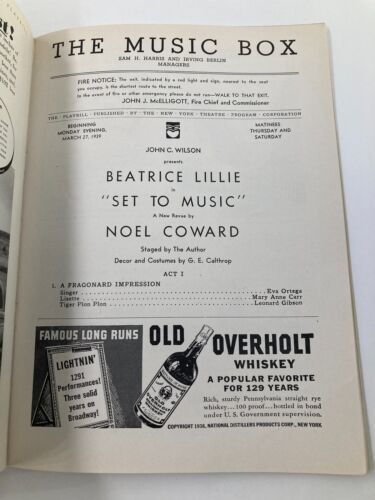 THE MUSIC BOX
SAM H. HARRIS AND IRVING BERLIN
MANAGERS
FIRE NOTICE: The exit, indicated by a red light and sign, nearest to the seat
you occupy, is the shortest route to the street.
In the event of fire or other emergency please do not run—WALK TO THAT EXIT.
JOHN J. McELLIGOTT, Fire Chief and Commissioner
THE · PLAYBILL · PUBLISHED · BY · THE · NEW · YORK · THEATRE · PROGRAM · CORPORATION
BEGINNING
MONDAY EVENING,
MARCH 27, 1939
MATINEES
THURSDAY AND
SATURDAY
JOHN C. WILSON
presents
BEATRICE LILLIE
in
"SET TO MUSIC"
A New Revue by
NOEL COWARD
Staged by The Author
Decor and Costumes by G. E. Calthrop
ACT I
1. A FRAGONARD IMPRESSION
Singer . . . Eva Ortega
Lisette . . . Mary Anne Carr
Tiger Plon Plon . . . Leonard Gibson
FAMOUS LONG RUNS
LIGHTNIN'
1291
Performances!
Three solid
years on
Broadway!
OLD OVERHOLT
WHISKEY
A POPULAR FAVORITE
FOR 129 YEARS
Rich, sturdy Pennsylvania straight rye
whiskey...100 proof...bottled in bond
under U. S. Government supervision.
COPYRIGHT 1938, NATIONAL DISTILLERS PRODUCTS CORP., NEW YORK